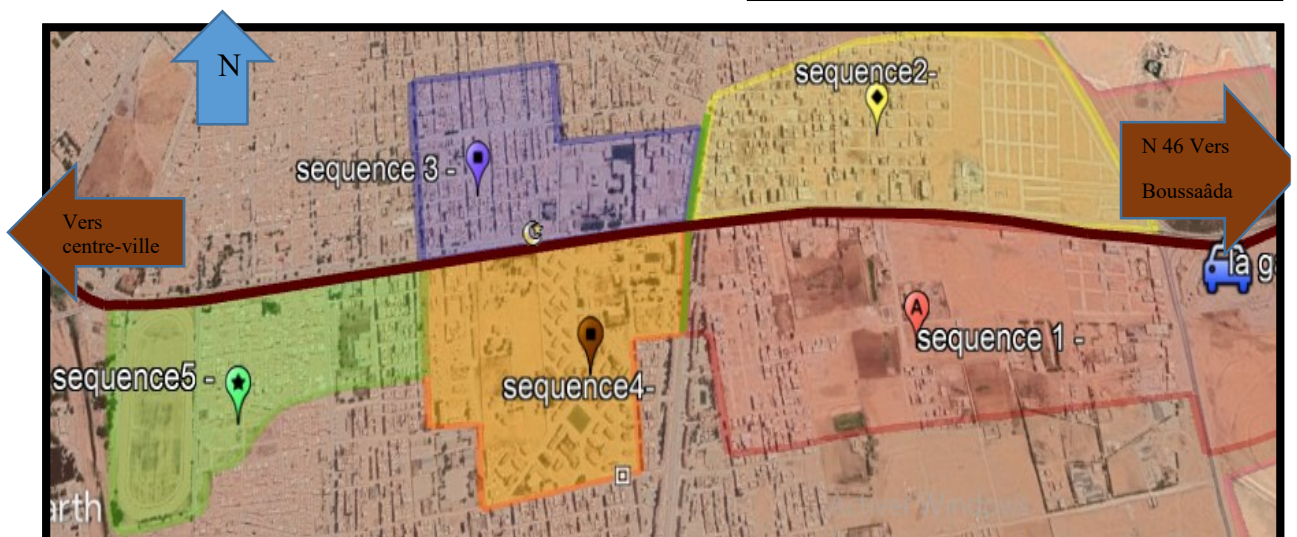 N
sequence2-
N 46 Vers
Boussaâda
sequence 3 -
Vers
centre-ville
la g
A
sequence 1 -
sequence5 -
sequence4-
arth